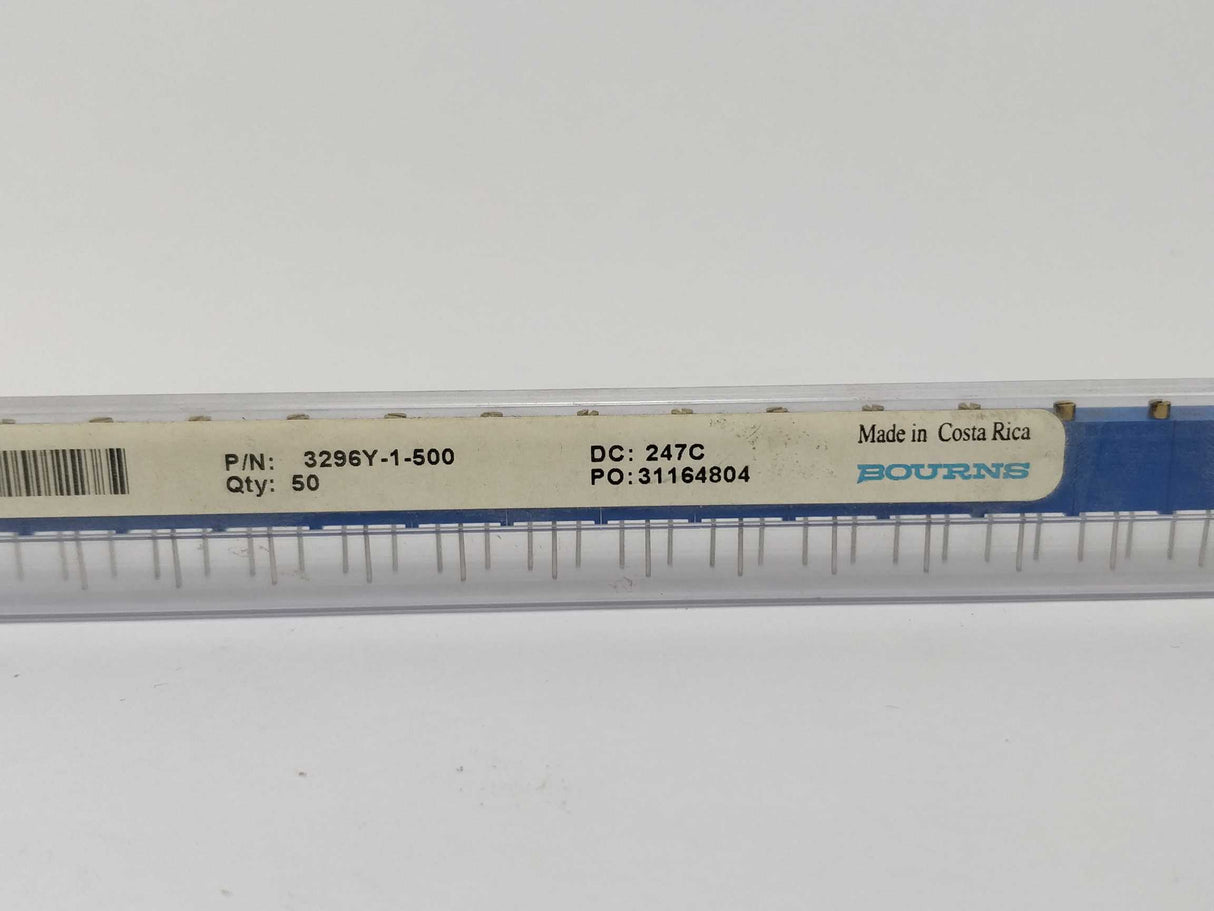 P/N: 3296Y-1-500
Qty: 50
DC: 247C
PO: 31164804
Made in Costa Rica
BOURNS